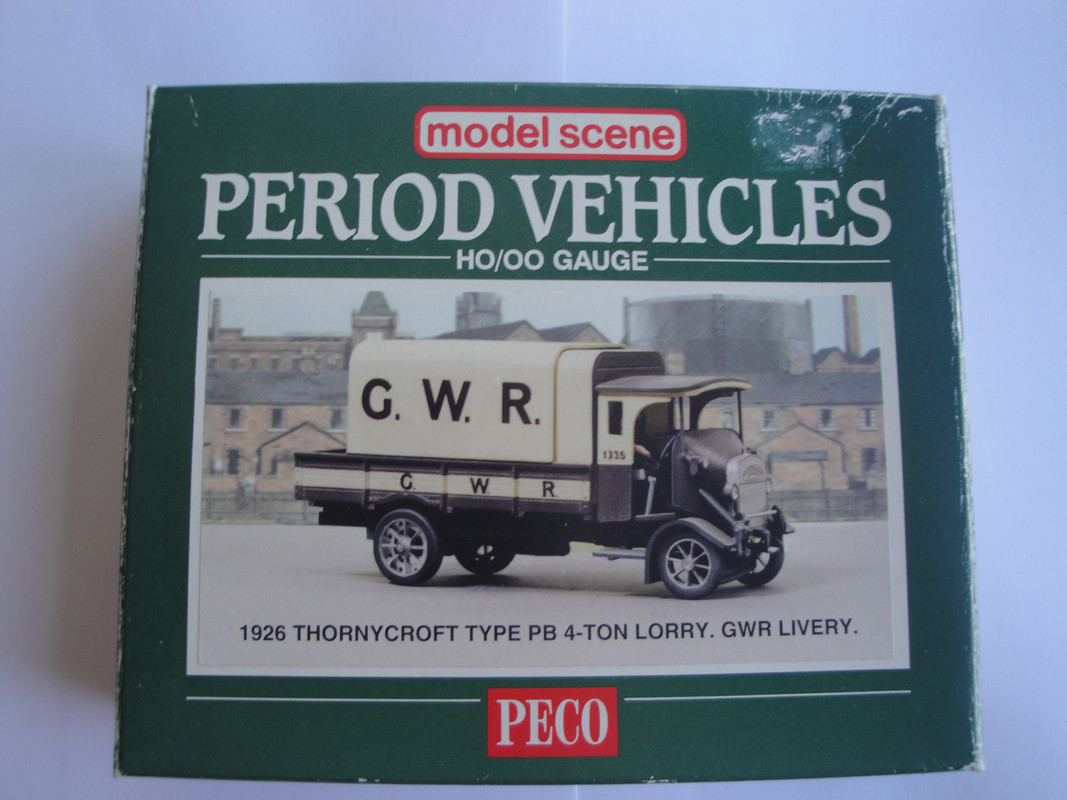 model scene
PERIOD VEHICLES
HO/OO GAUGE
G. W. R.
1335
G. W. R.
1926 THORNYCROFT TYPE PB 4-TON LORRY. GWR LIVERY.
PECO